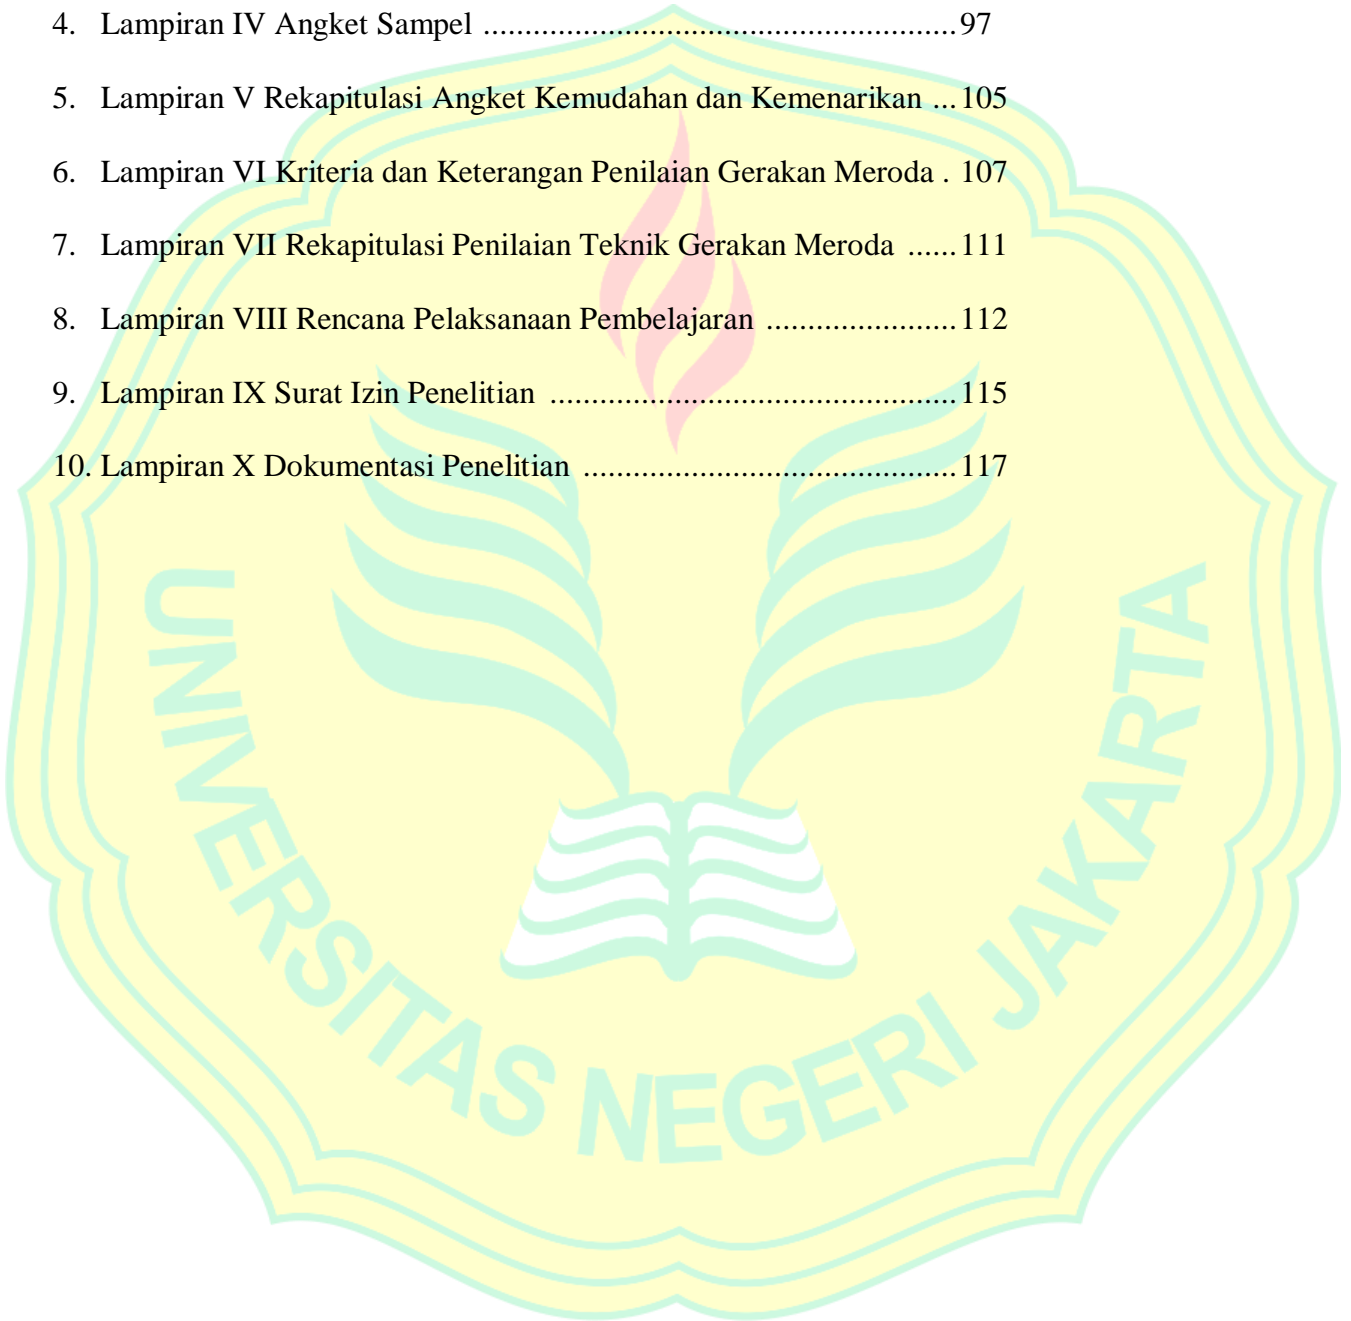 4. Lampiran IV Angket Sampel ........................................................ 97
5. Lampiran V Rekapitulasi Angket Kemudahan dan Kemenarikan ... 105
6. Lampiran VI Kriteria dan Keterangan Penilaian Gerakan Meroda . 107
7. Lampiran VII Rekapitulasi Penilaian Teknik Gerakan Meroda ...... 111
8. Lampiran VIII Rencana Pelaksanaan Pembelajaran ...................... 112
9. Lampiran IX Surat Izin Penelitian ................................................ 115
10. Lampiran X Dokumentasi Penelitian ............................................ 117
UNIVERSITAS NEGERI JAKARTA